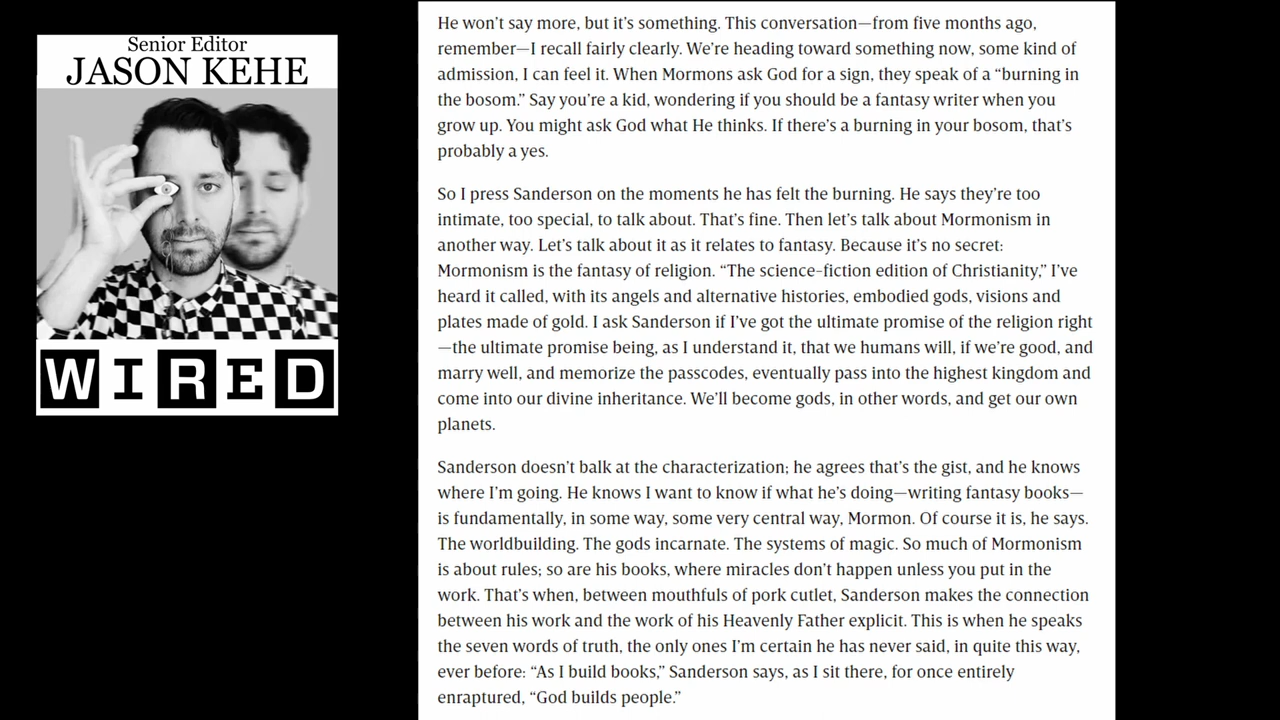 Senior Editor
JASON KEHE
WIRED
He won’t say more, but it’s something. This conversation—from five months ago,
remember—I recall fairly clearly. We’re heading toward something now, some kind of
admission, I can feel it. When Mormons ask God for a sign, they speak of a “burning in
the bosom.” Say you’re a kid, wondering if you should be a fantasy writer when you
grow up. You might ask God what He thinks. If there’s a burning in your bosom, that’s
probably a yes.
So I press Sanderson on the moments he has felt the burning. He says they’re too
intimate, too special, to talk about. That’s fine. Then let’s talk about Mormonism in
another way. Let’s talk about it as it relates to fantasy. Because it’s no secret:
Mormonism is the fantasy of religion. “The science-fiction edition of Christianity,” I’ve
heard it called, with its angels and alternative histories, embodied gods, visions and
plates made of gold. I ask Sanderson if I’ve got the ultimate promise of the religion right
—the ultimate promise being, as I understand it, that we humans will, if we’re good, and
marry well, and memorize the passcodes, eventually pass into the highest kingdom and
come into our divine inheritance. We’ll become gods, in other words, and get our own
planets.
Sanderson doesn’t balk at the characterization; he agrees that’s the gist, and he knows
where I’m going. He knows I want to know if what he’s doing—writing fantasy books—
is fundamentally, in some way, some very central way, Mormon. Of course it is, he says.
The worldbuilding. The gods incarnate. The systems of magic. So much of Mormonism
is about rules; so are his books, where miracles don’t happen unless you put in the
work. That’s when, between mouthfuls of pork cutlet, Sanderson makes the connection
between his work and the work of his Heavenly Father explicit. This is when he speaks
the seven words of truth, the only ones I’m certain he has never said, in quite this way,
ever before: “As I build books,” Sanderson says, as I sit there, for once entirely
enraptured, “God builds people.”